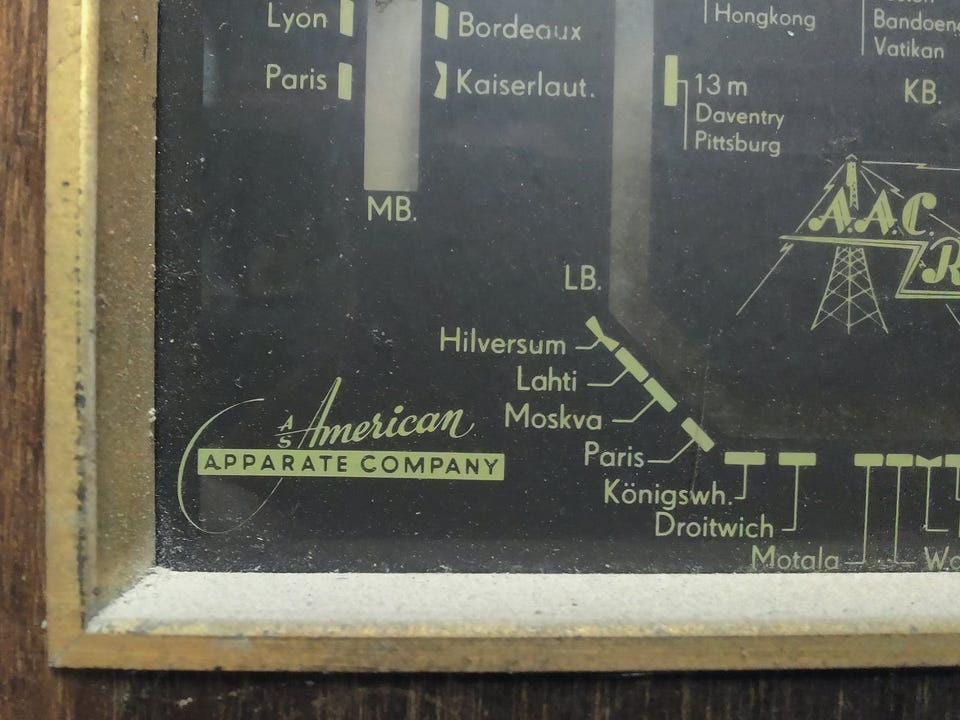 Lyon
Bordeaux
Hongkong
Bandoeng
Vatikan
Paris
Kaiserlaut.
13 m
Daventry
Pittsburg
KB.
MB.
A.A.C.
LB.
Hilversum
Lahti
Moskva
Paris
Königswh.
Droitwich
Motala
A/S American
APPARATE COMPANY